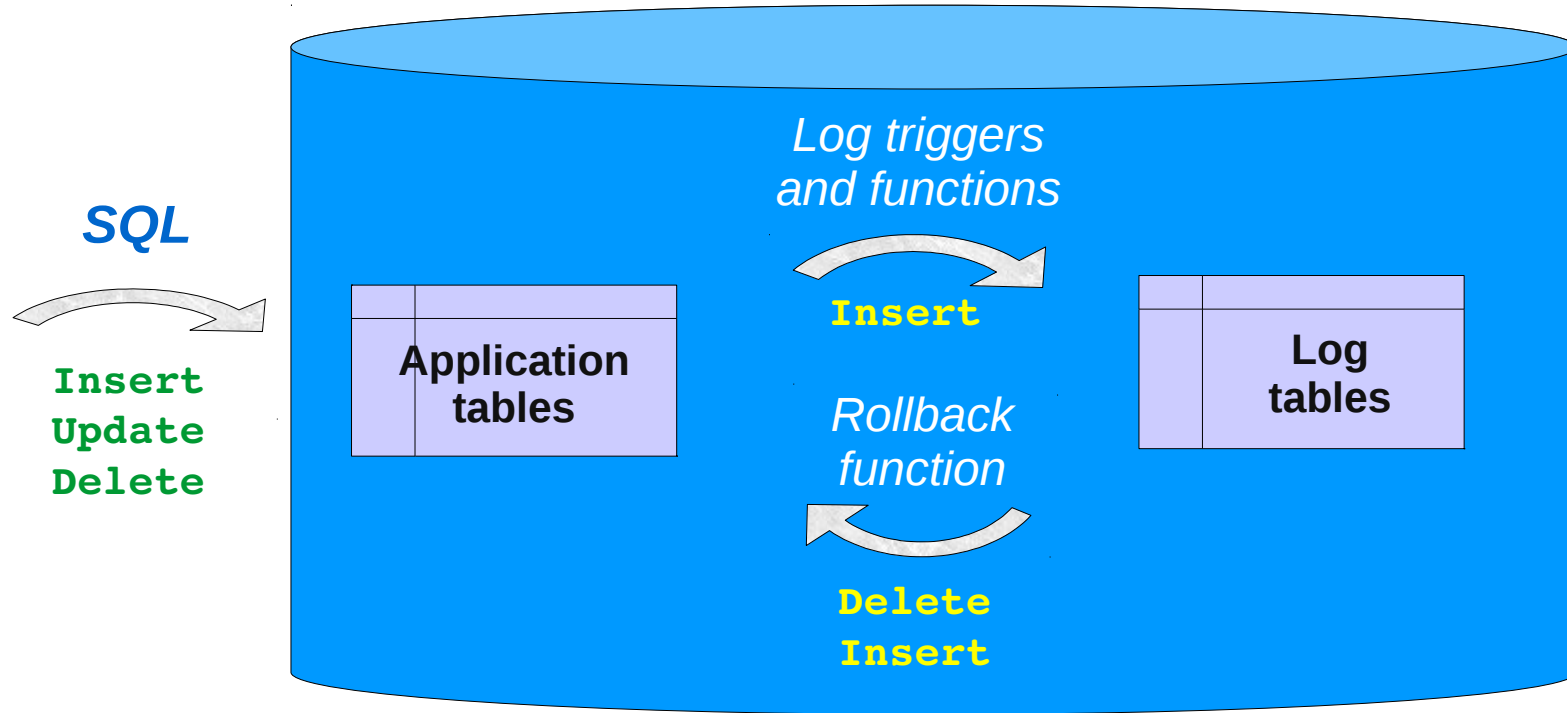 SQL
Insert
Update
Delete
Application
tables
Log triggers
and functions
Insert
Rollback
function
Delete
Insert
Log
tables